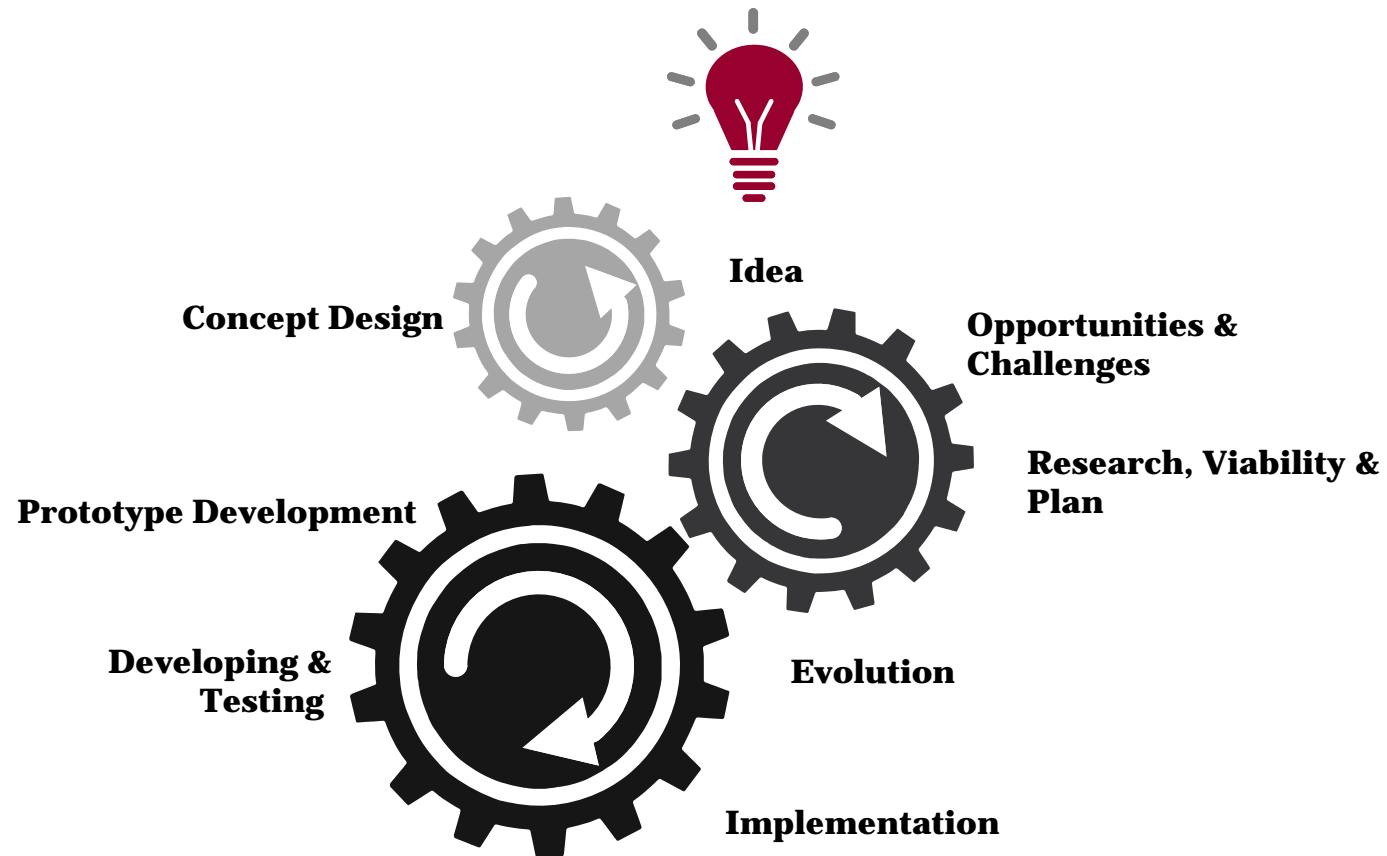 Idea
Concept Design
Opportunities &
Challenges
Research, Viability &
Plan
Prototype Development
Developing &
Testing
Evolution
Implementation